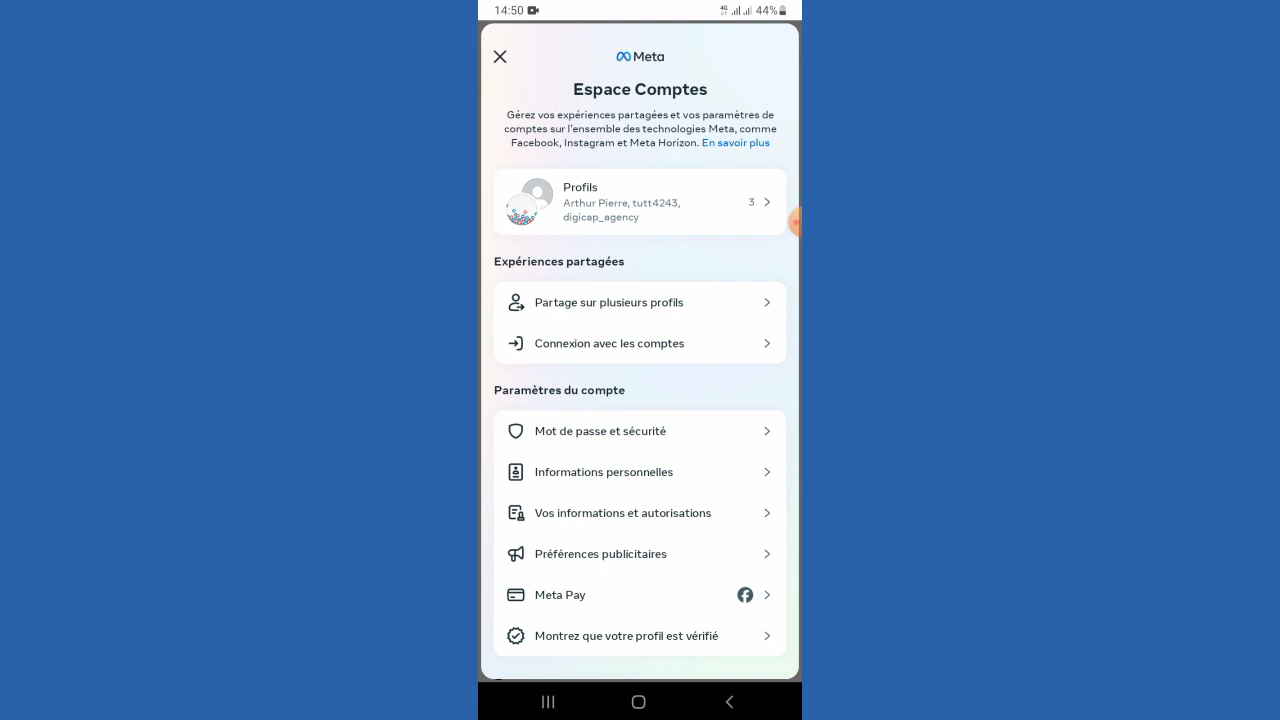 14:50
4G
44%
Meta
Espace Comptes
Gérez vos expériences partagées et vos paramètres de
comptes sur l'ensemble des technologies Meta, comme
Facebook, Instagram et Meta Horizon. En savoir plus
Profils
Arthur Pierre, tutt4243,
digicap_agency
3
Expériences partagées
Partage sur plusieurs profils
Connexion avec les comptes
Paramètres du compte
Mot de passe et sécurité
Informations personnelles
Vos informations et autorisations
Préférences publicitaires
Meta Pay
Montrez que votre profil est vérifié